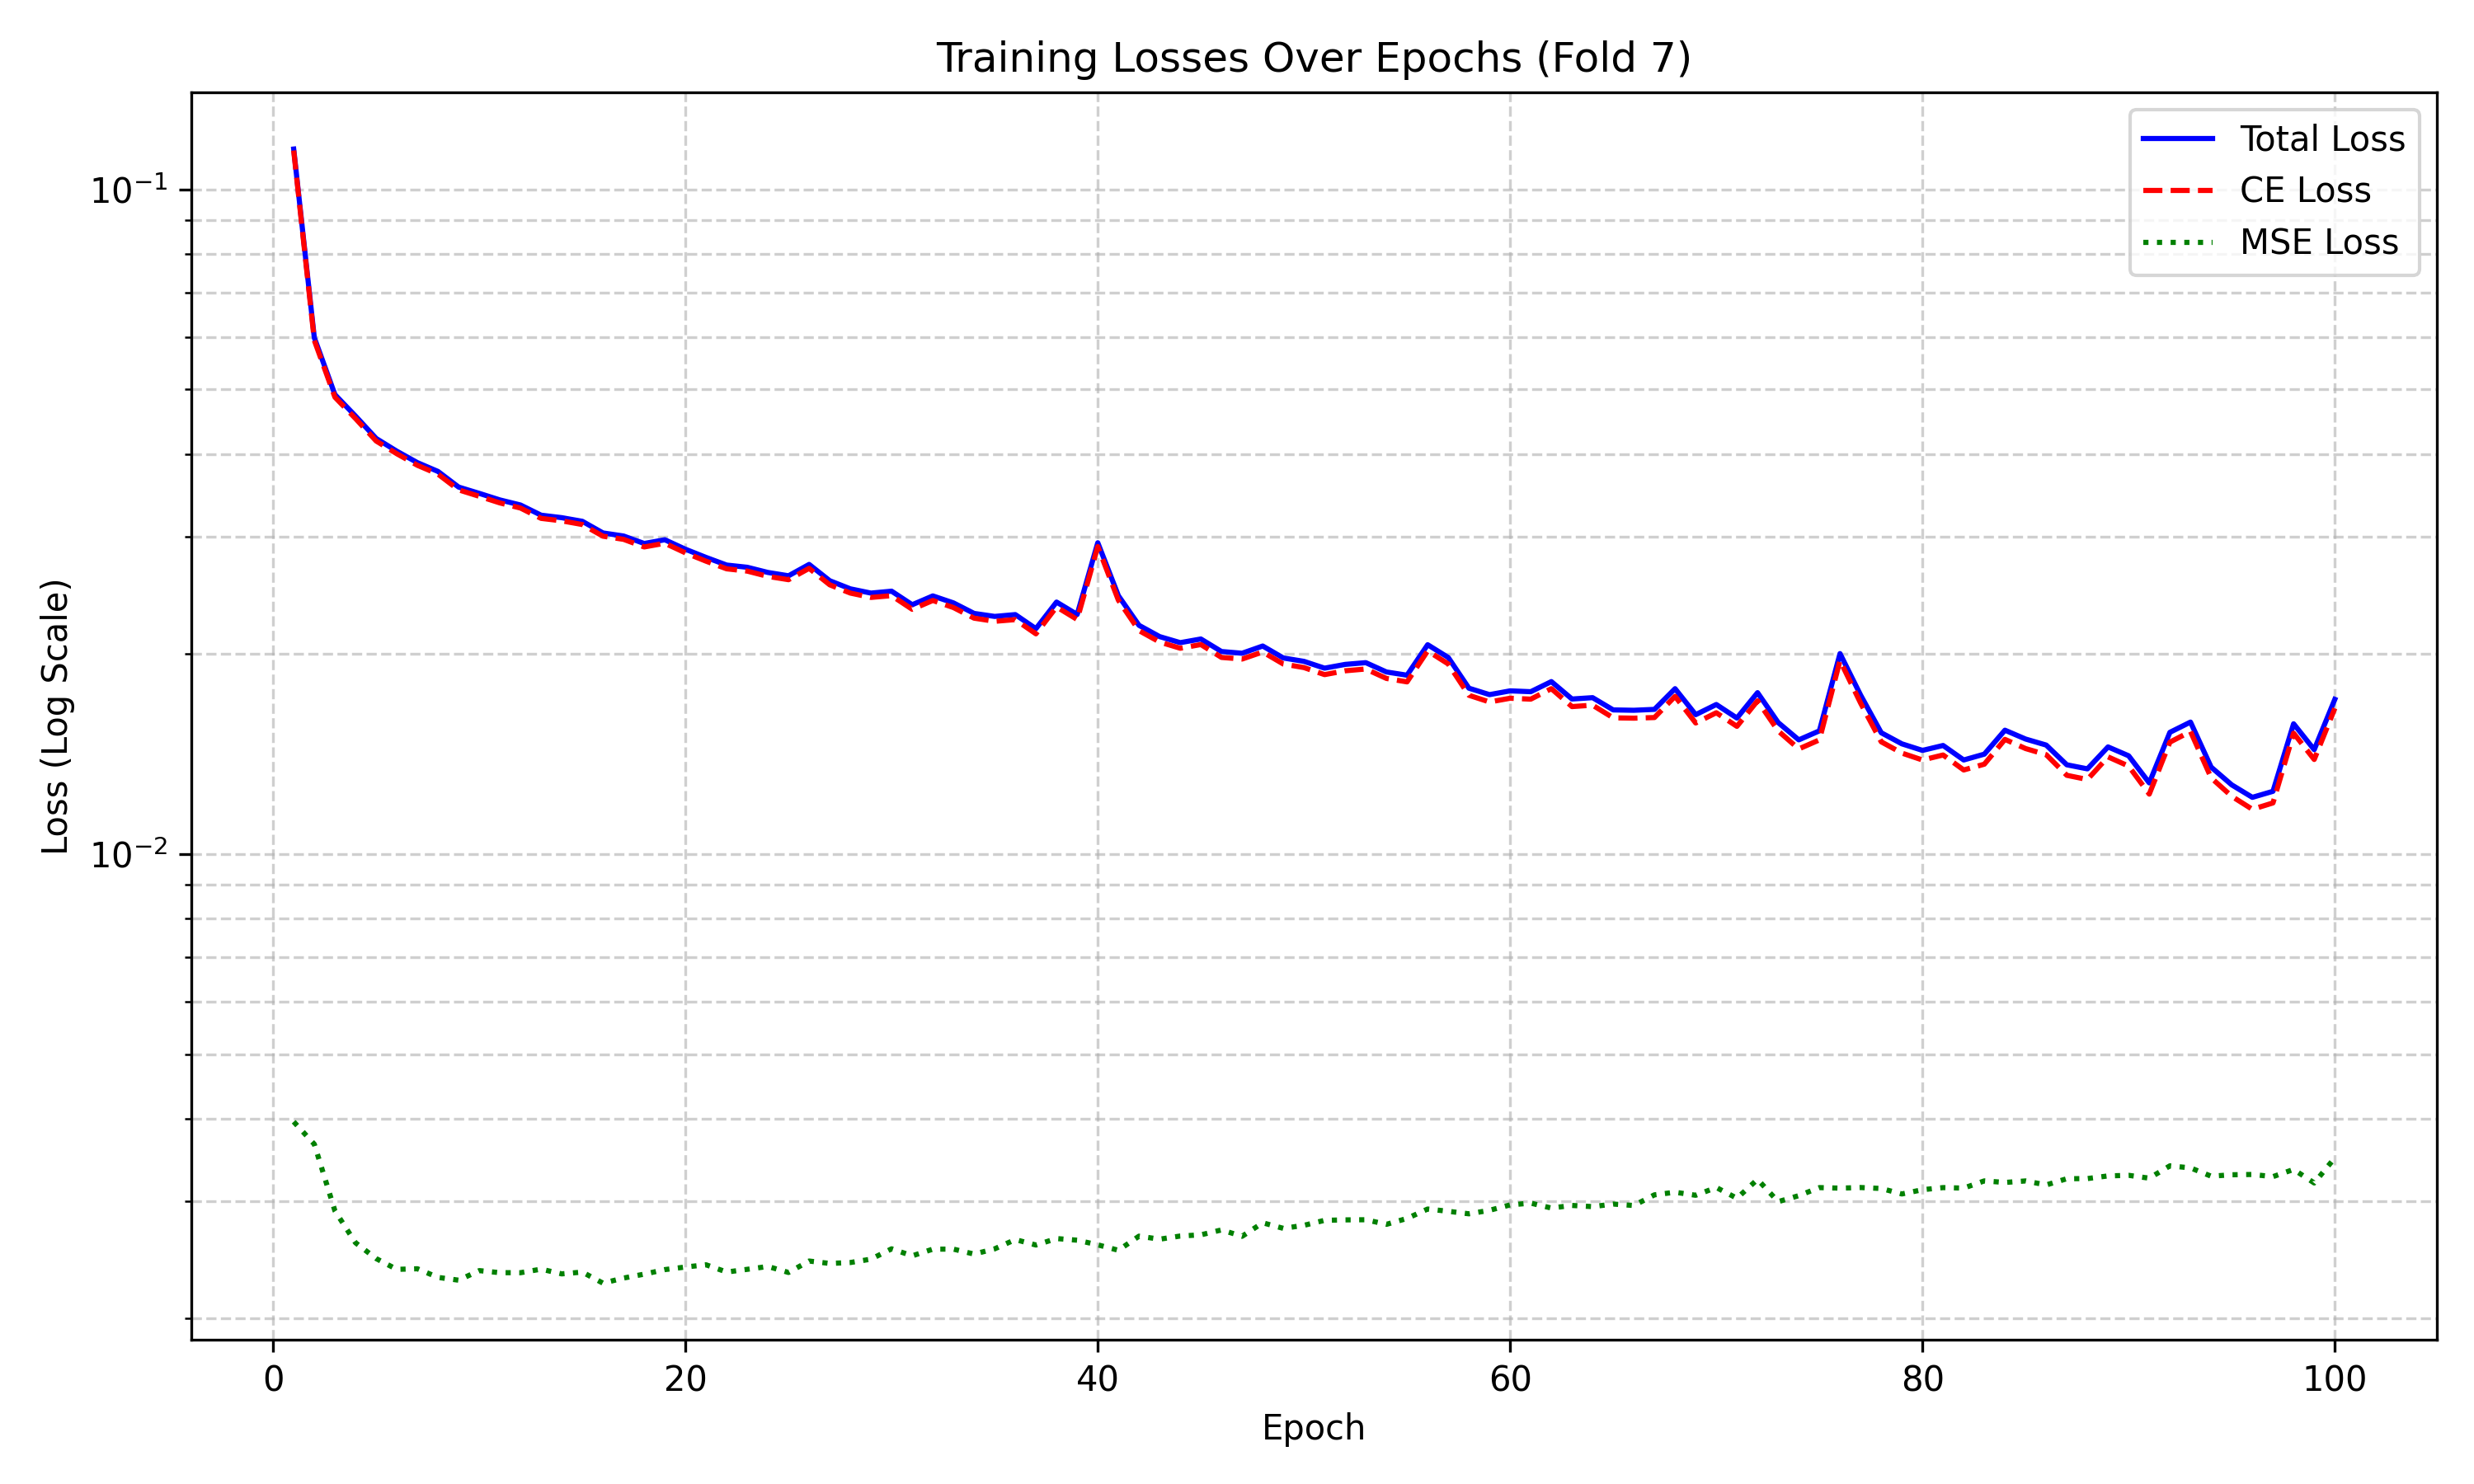 Training Losses Over Epochs (Fold 7)
Total Loss
CE Loss
MSE Loss
Loss (Log Scale)
10⁻¹
10⁻²
0 20 40 60 80 100
Epoch